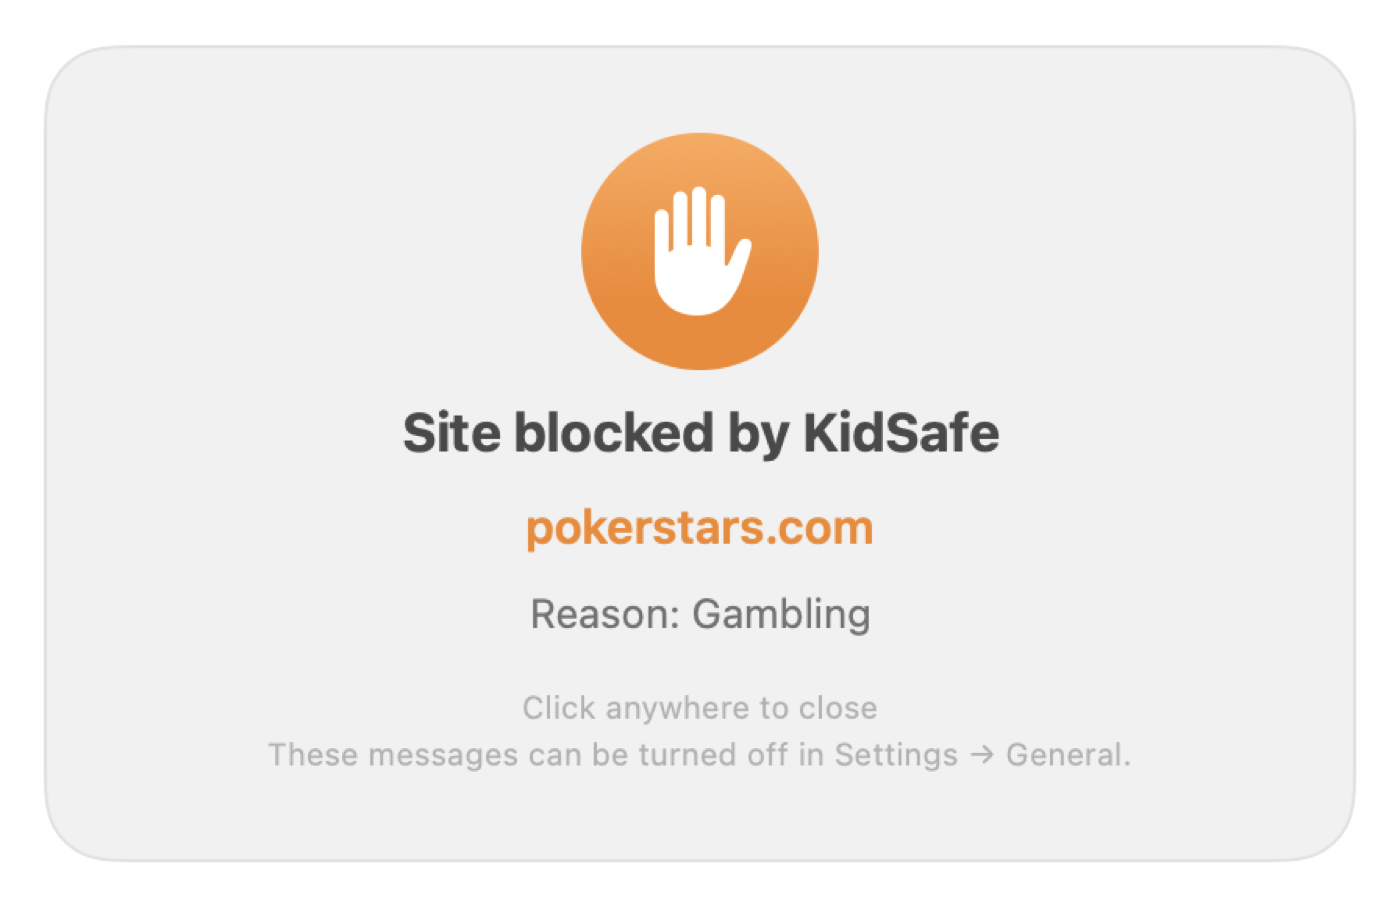 Site blocked by KidSafe
pokerstars.com
Reason: Gambling
Click anywhere to close
These messages can be turned off in Settings → General.